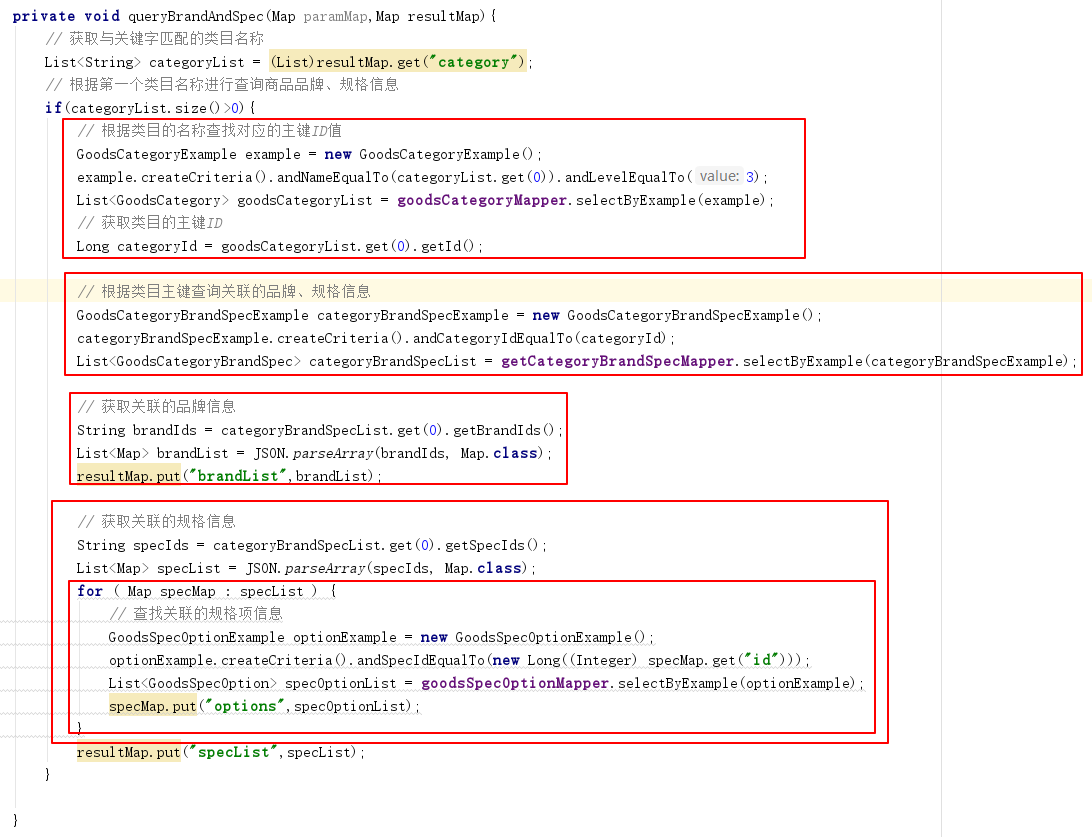 private void queryBrandAndSpec(Map paramMap,Map resultMap){
// 获取与关键字匹配的类目名称
List<String> categoryList = (List)resultMap.get("category");
// 根据第一个类目名称进行查询商品品牌、规格信息
if(categoryList.size()>0){
// 根据类目的名称查找对应的主键ID值
GoodsCategoryExample example = new GoodsCategoryExample();
example.createCriteria().andNameEqualTo(categoryList.get(0)).andLevelEqualTo( value: 3);
List<GoodsCategory> goodsCategoryList = goodsCategoryMapper.selectByExample(example);
// 获取类目的主键ID
Long categoryId = goodsCategoryList.get(0).getId();
// 根据类目主键查询关联的品牌、规格信息
GoodsCategoryBrandSpecExample categoryBrandSpecExample = new GoodsCategoryBrandSpecExample();
categoryBrandSpecExample.createCriteria().andCategoryIdEqualTo(categoryId);
List<GoodsCategoryBrandSpec> categoryBrandSpecList = getCategoryBrandSpecMapper.selectByExample(categoryBrandSpecExample);
// 获取关联的品牌信息
String brandIds = categoryBrandSpecList.get(0).getBrandIds();
List<Map> brandList = JSON.parseArray(brandIds, Map.class);
resultMap.put("brandList",brandList);
// 获取关联的规格信息
String specIds = categoryBrandSpecList.get(0).getSpecIds();
List<Map> specList = JSON.parseArray(specIds, Map.class);
for ( Map specMap : specList ) {
// 查找关联的规格项信息
GoodsSpecOptionExample optionExample = new GoodsSpecOptionExample();
optionExample.createCriteria().andSpecIdEqualTo(new Long((Integer) specMap.get("id")));
List<GoodsSpecOption> specOptionList = goodsSpecOptionMapper.selectByExample(optionExample);
specMap.put("options",specOptionList);
}
resultMap.put("specList",specList);
}
}